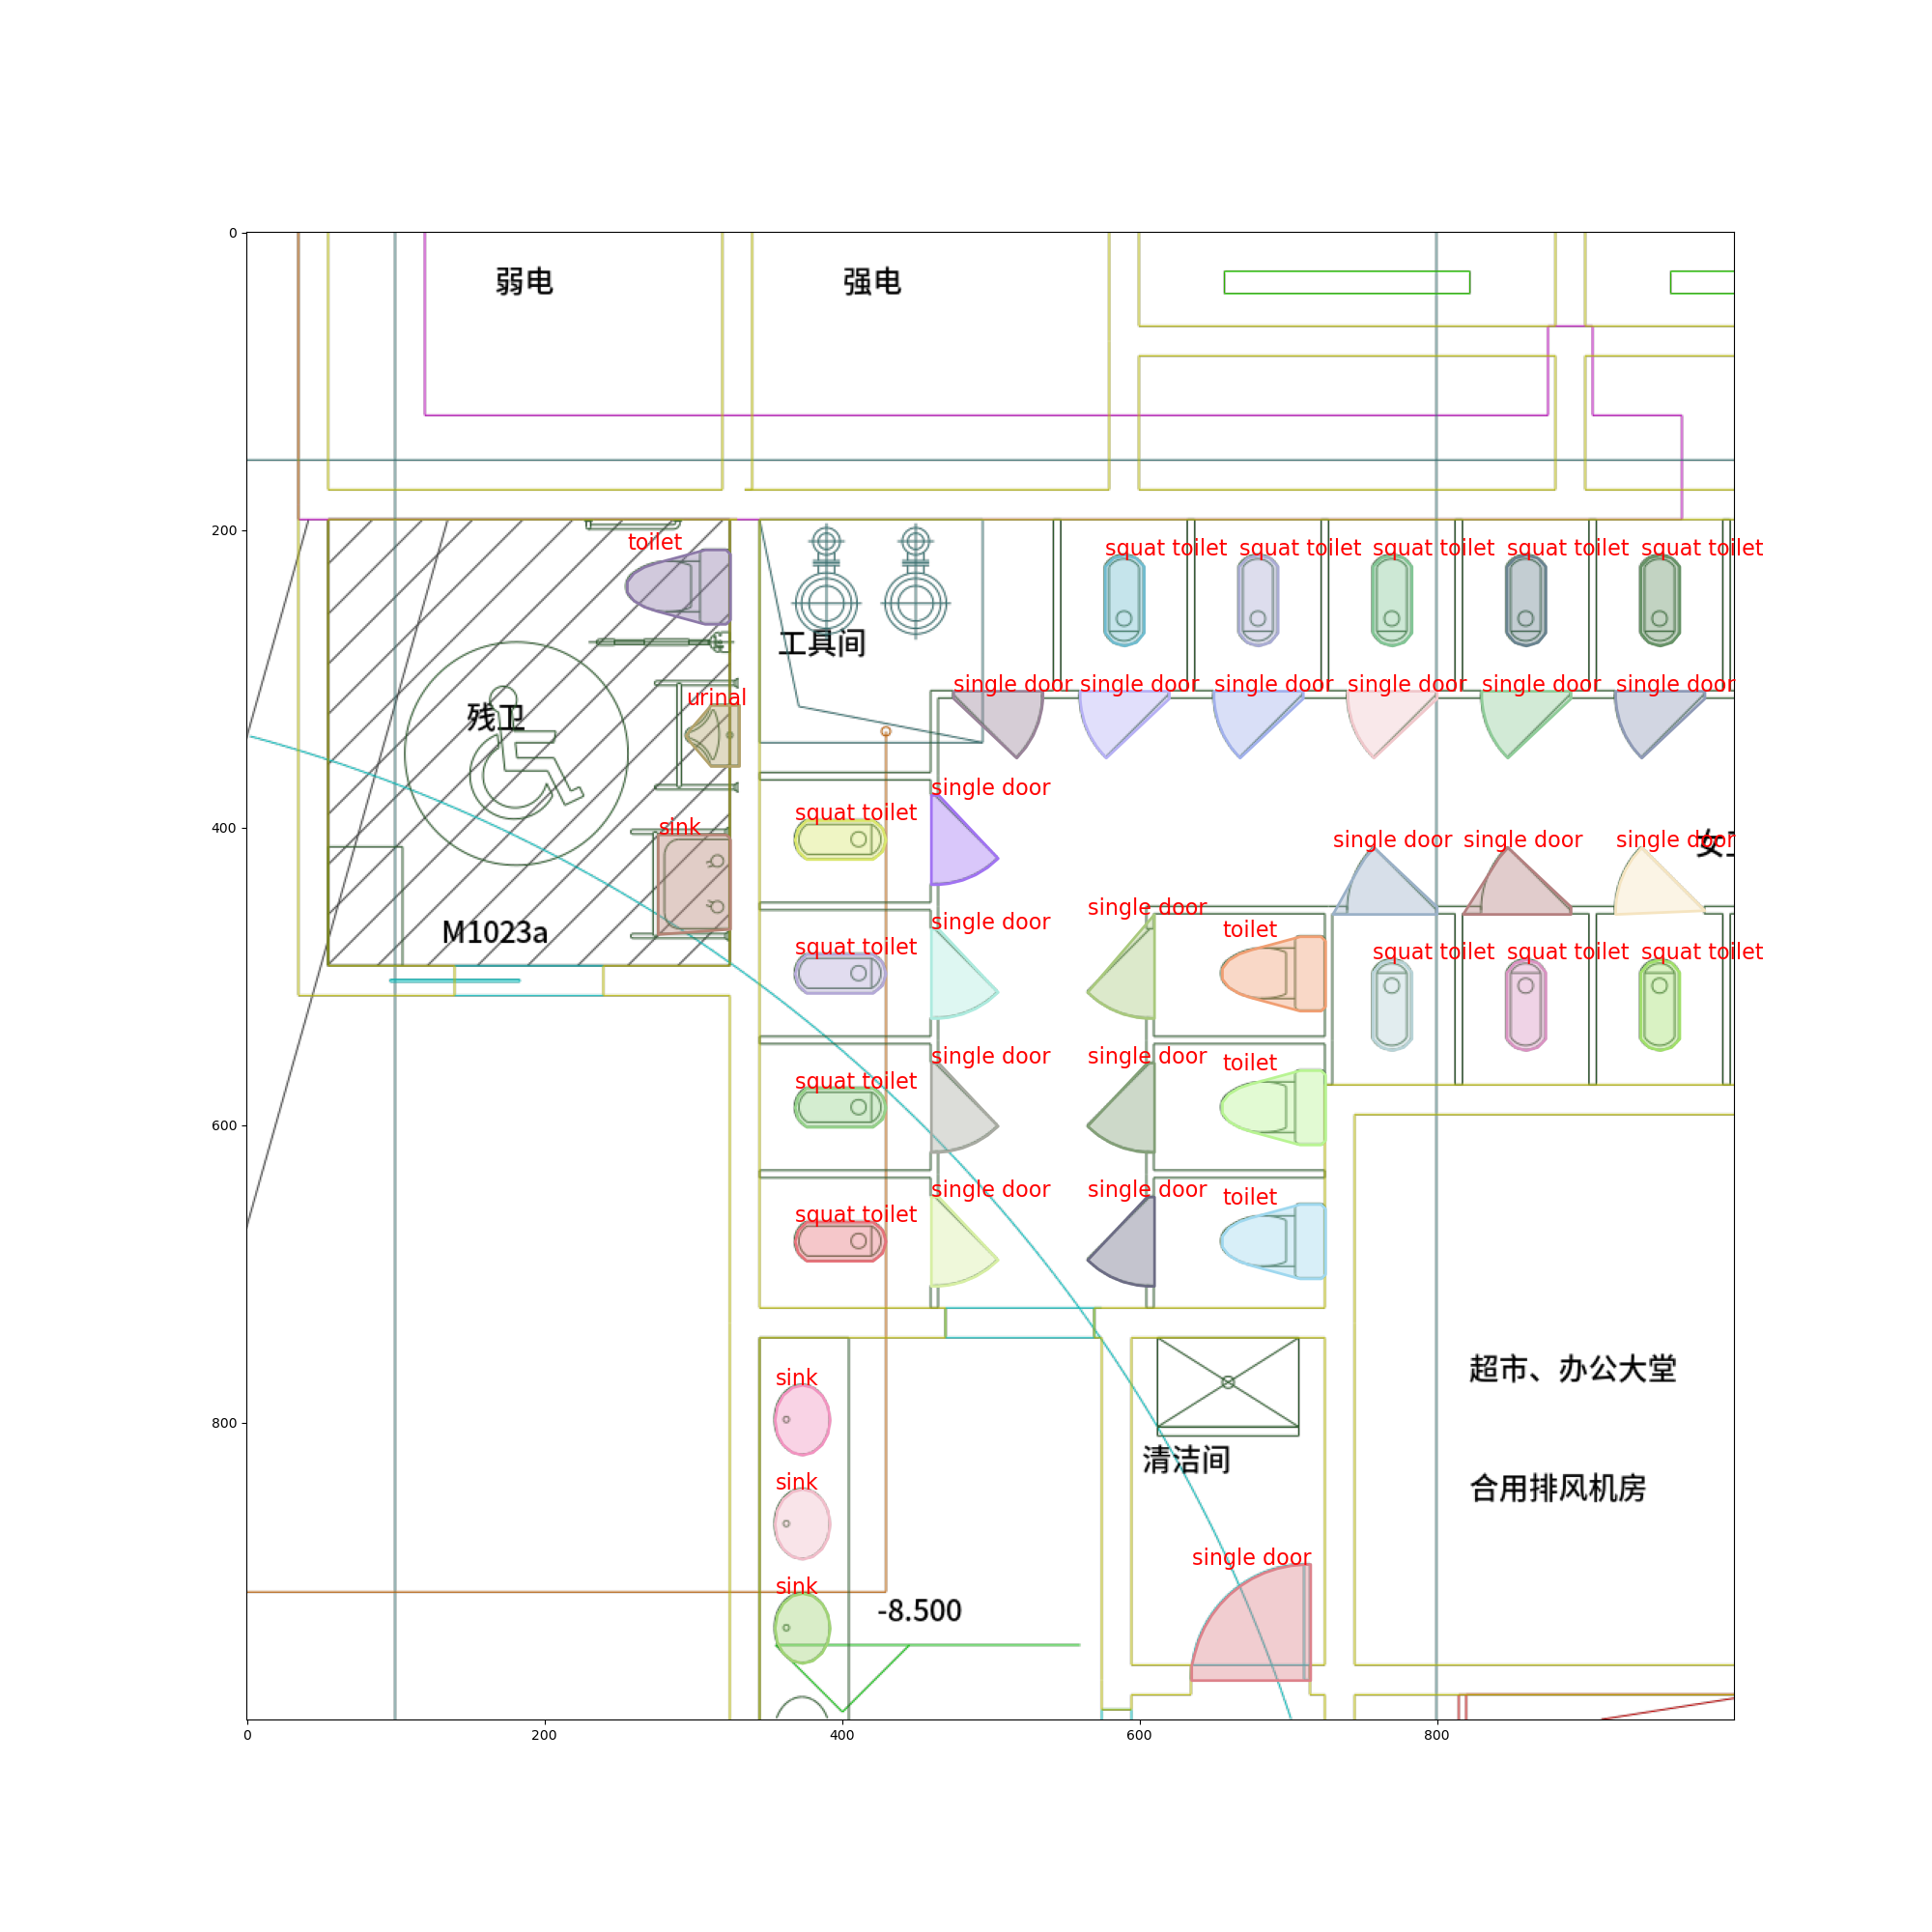 0
弱电
强电
200
toilet
squat toilet squat toilet squat toilet squat toilet squat toilet
工具间
single door single door single door single door single door single door
urinal
残卫
single door
400
squat toilet
sink
single door single door single door
M1023a
single door
single door
toilet
squat toilet
squat toilet squat toilet squat toilet
single door
single door
toilet
squat toilet
600
single door
single door
toilet
squat toilet
超市、办公大堂
sink
800
清洁间
sink
合用排风机房
single door
sink
-8.500
0 200 400 600 800